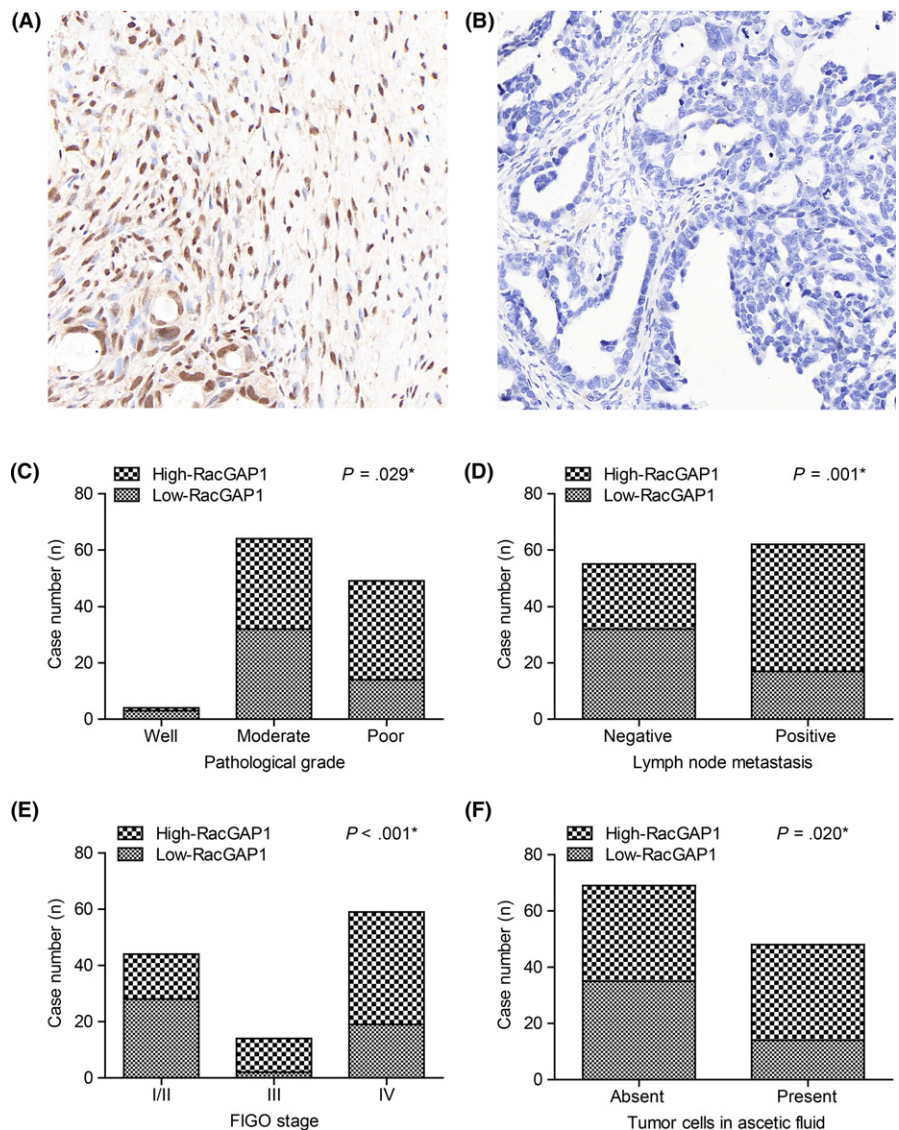 (A)
(B)
(C)
High-RacGAP1
Low-RacGAP1
P = .029*
Case number (n)
80
60
40
20
0
Well Moderate Poor
Pathological grade
(D)
High-RacGAP1
Low-RacGAP1
P = .001*
Case number (n)
80
60
40
20
0
Negative Positive
Lymph node metastasis
(E)
High-RacGAP1
Low-RacGAP1
P < .001*
Case number (n)
80
60
40
20
0
I/II III IV
FIGO stage
(F)
High-RacGAP1
Low-RacGAP1
P = .020*
Case number (n)
80
60
40
20
0
Absent Present
Tumor cells in ascetic fluid